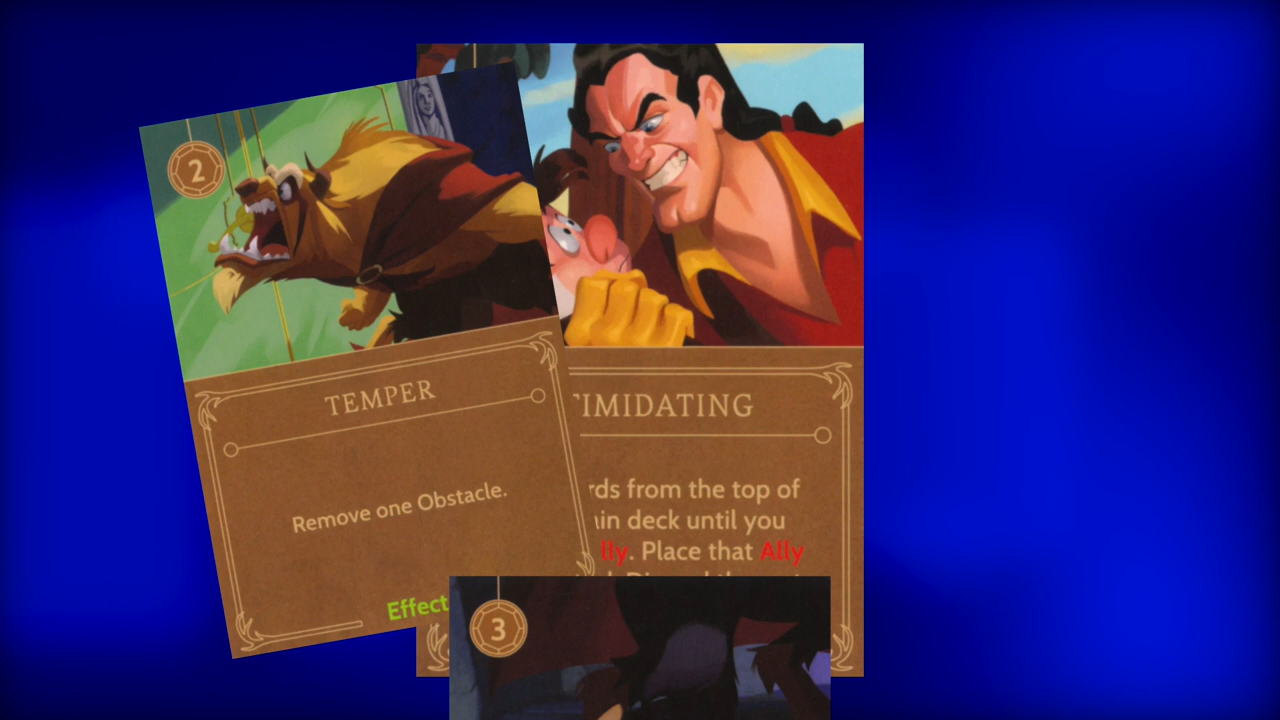 2
TEMPER
Remove one Obstacle.
Effect
TIMIDATING
rds from the top of
in deck until you
lly. Place that Ally
3